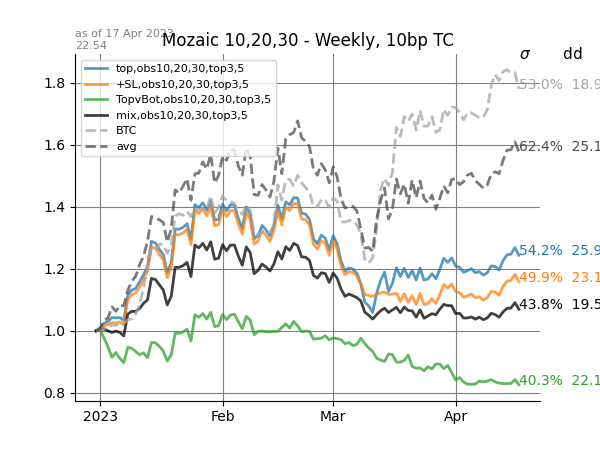 as of 17 Apr 2023
22:54
Mozaic 10,20,30 - Weekly, 10bp TC
σ dd
top,obs10,20,30,top3,5
+SL,obs10,20,30,top3,5
TopvBot,obs10,20,30,top3,5
mix,obs10,20,30,top3,5
BTC
avg
1.8
1.6
1.4
1.2
1.0
0.8
53.0% 18.9
62.4% 25.1
54.2% 25.9
49.9% 23.1
43.8% 19.5
40.3% 22.1
2023 Feb Mar Apr